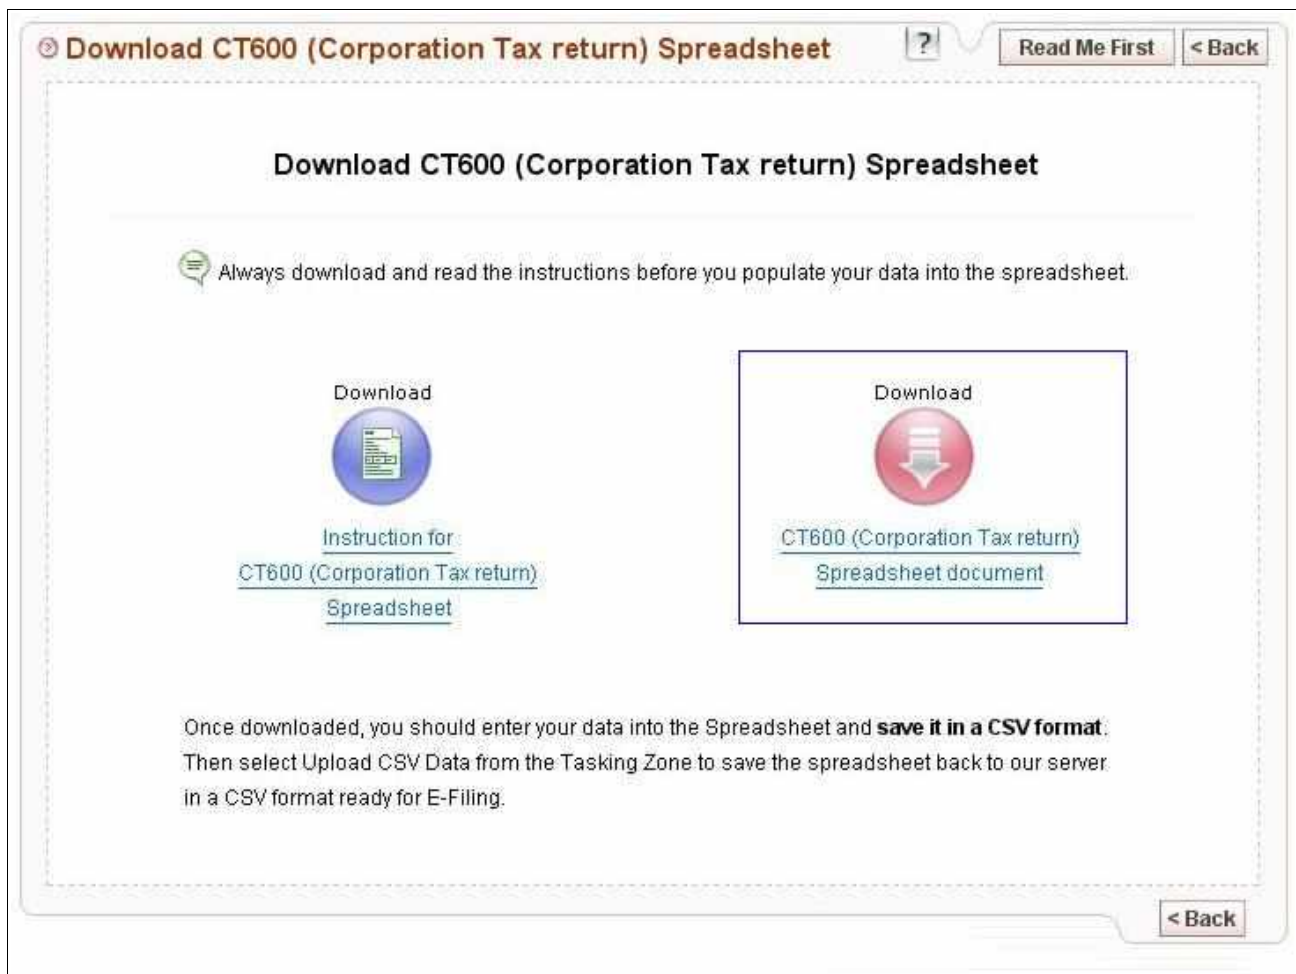 Download CT600 (Corporation Tax return) Spreadsheet
?
Read Me First
< Back
Download CT600 (Corporation Tax return) Spreadsheet
Always download and read the instructions before you populate your data into the spreadsheet.
Download
Instruction for
CT600 (Corporation Tax return)
Spreadsheet
Download
CT600 (Corporation Tax return)
Spreadsheet document
Once downloaded, you should enter your data into the Spreadsheet and save it in a CSV format.
Then select Upload CSV Data from the Tasking Zone to save the spreadsheet back to our server
in a CSV format ready for E-Filing.
< Back